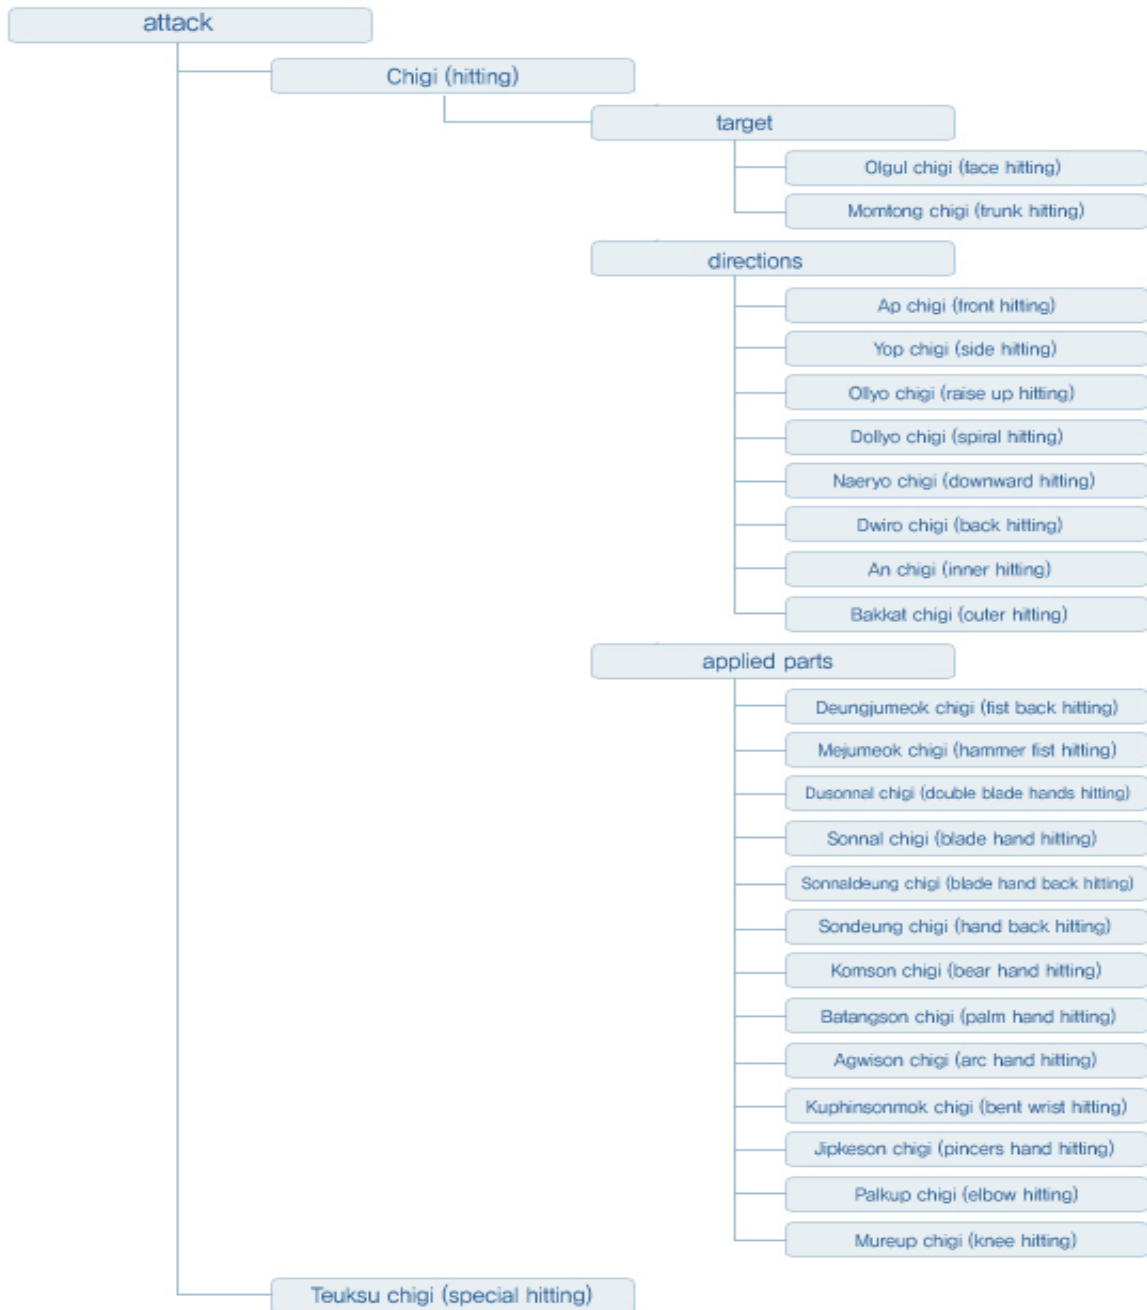 attack
Chigi (hitting)
target
Olgul chigi (face hitting)
Momtong chigi (trunk hitting)
directions
Ap chigi (front hitting)
Yop chigi (side hitting)
Ollyo chigi (raise up hitting)
Dollyo chigi (spiral hitting)
Naeryo chigi (downward hitting)
Dwiro chigi (back hitting)
An chigi (inner hitting)
Bakkat chigi (outer hitting)
applied parts
Deungjumeok chigi (fist back hitting)
Mejumeok chigi (hammer fist hitting)
Dusonnal chigi (double blade hands hitting)
Sonnal chigi (blade hand hitting)
Sonnaldeung chigi (blade hand back hitting)
Sondeung chigi (hand back hitting)
Komson chigi (bear hand hitting)
Batangson chigi (palm hand hitting)
Agwison chigi (arc hand hitting)
Kuphinsonmok chigi (bent wrist hitting)
Jipkeson chigi (pincers hand hitting)
Palkup chigi (elbow hitting)
Mureup chigi (knee hitting)
Teuksu chigi (special hitting)